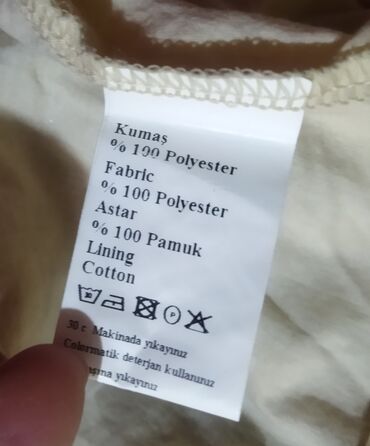 Kumaş
% 100 Polyester
Fabric
% 100 Polyester
Astar
% 100 Pamuk
Lining
Cotton
30 c Makinada yıkayınız
Colormatik deterjan kullanınız
yıkayınız